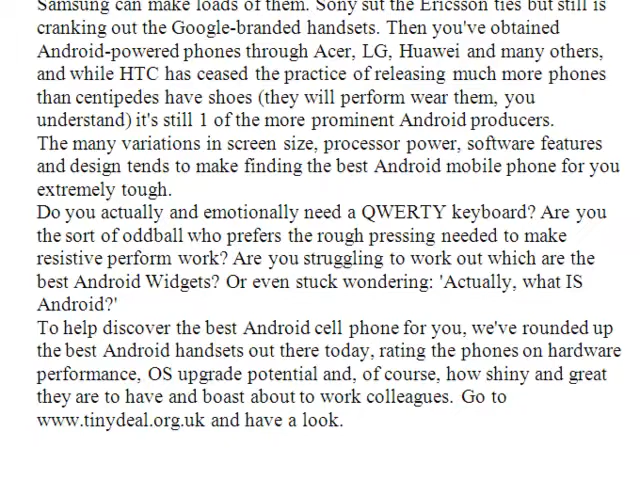 Samsung can make loads of them. Sony sut the Ericsson ties but still is
cranking out the Google-branded handsets. Then you've obtained
Android-powered phones through Acer, LG, Huawei and many others,
and while HTC has ceased the practice of releasing much more phones
than centipedes have shoes (they will perform wear them, you
understand) it's still 1 of the more prominent Android producers.
The many variations in screen size, processor power, software features
and design tends to make finding the best Android mobile phone for you
extremely tough.
Do you actually and emotionally need a QWERTY keyboard? Are you
the sort of oddball who prefers the rough pressing needed to make
resistive perform work? Are you struggling to work out which are the
best Android Widgets? Or even stuck wondering: 'Actually, what IS
Android?'
To help discover the best Android cell phone for you, we've rounded up
the best Android handsets out there today, rating the phones on hardware
performance, OS upgrade potential and, of course, how shiny and great
they are to have and boast about to work colleagues. Go to
www.tinydeal.org.uk and have a look.